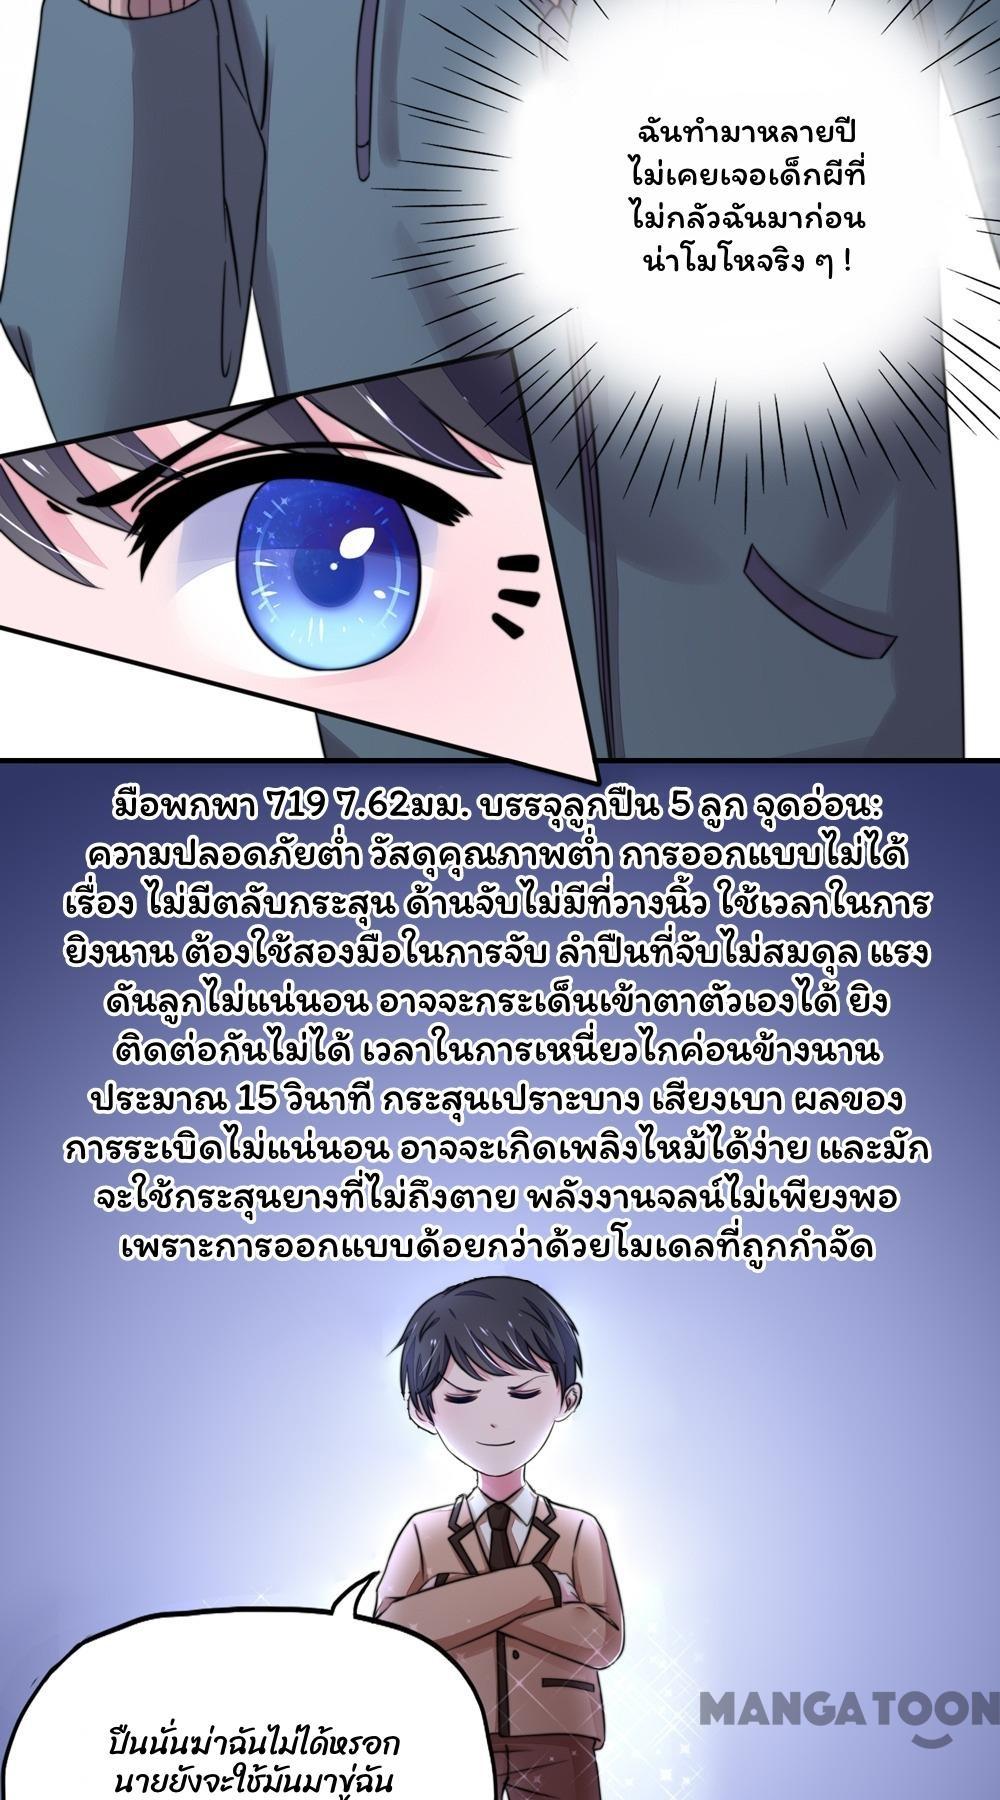 ฉันทำมาหลายปี
ไม่เคยเจอเด็กผีที่
ไม่กลัวฉันมาก่อน
น่าโมโหจริง ๆ !
มือพกพา 719 7.62มม. บรรจุลูกปืน 5 ลูก จุดอ่อน:
ความปลอดภัยต่ำ วัสดุคุณภาพต่ำ การออกแบบไม่ได้
เรื่อง ไม่มีตลับกระสุน ด้านจับไม่มีที่วางนิ้ว ใช้เวลาในการ
ยิงนาน ต้องใช้สองมือในการจับ ลำปืนที่จับไม่สมดุล แรง
ดันลูกไม่แน่นอน อาจจะกระเด็นเข้าตาตัวเองได้ ยิง
ติดต่อกันไม่ได้ เวลาในการเหนี่ยวไกค่อนข้างนาน
ประมาณ 15 วินาที กระสุนเปราะบาง เสียงเบา ผลของ
การระเบิดไม่แน่นอน อาจจะเกิดเพลิงไหม้ได้ง่าย และมัก
จะใช้กระสุนยางที่ไม่ถึงตาย พลังงานจลน์ไม่เพียงพอ
เพราะการออกแบบด้อยกว่าด้วยโมเดลที่ถูกกำจัด
ปืนนั่นฆ่าฉันไม่ได้หรอก
นายยังจะใช้มันมาขู่ฉัน
MANGATOON